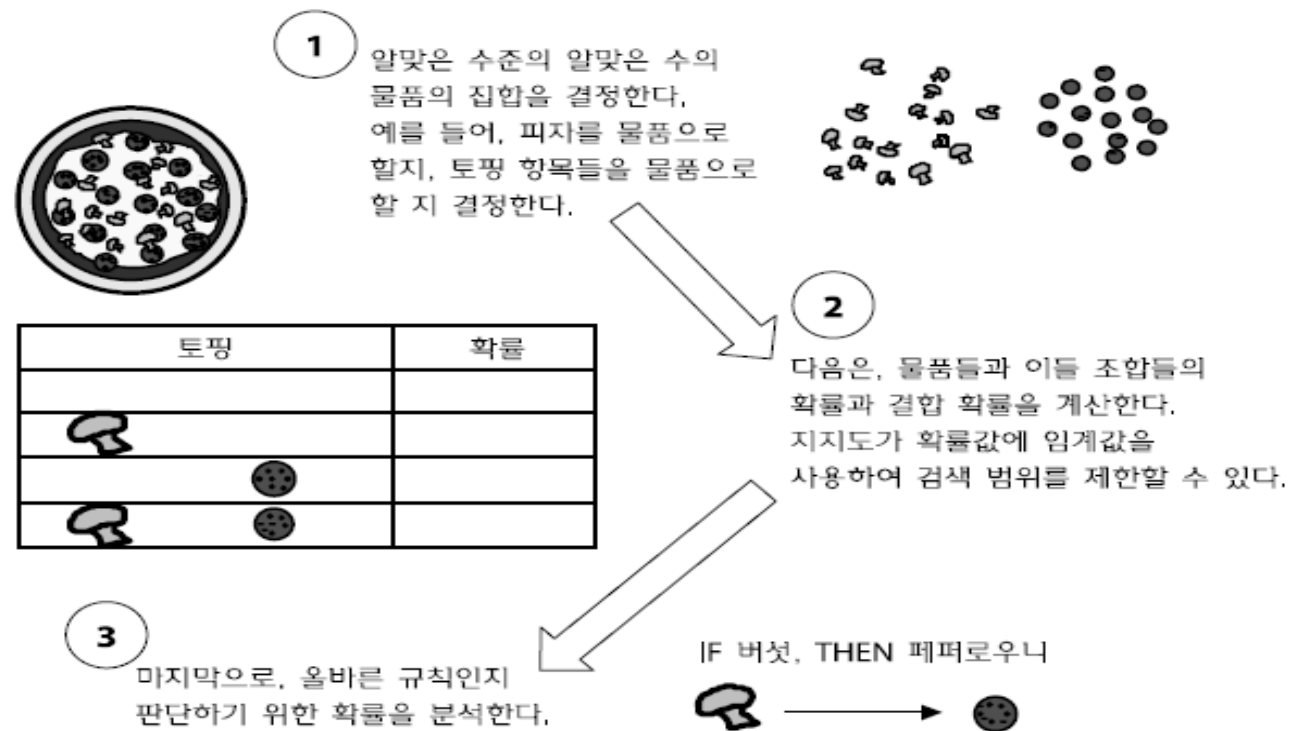 1
알맞은 수준의 알맞은 수의
물품의 집합을 결정한다.
예를 들어, 피자를 물품으로
할지, 토핑 항목들을 물품으로
할 지 결정한다.
2
다음은, 물품들과 이들 조합들의
확률과 결합 확률을 계산한다.
지지도가 확률값에 임계값을
사용하여 검색 범위를 제한할 수 있다.
토핑 확률
3
마지막으로, 올바른 규칙인지
판단하기 위한 확률을 분석한다.
IF 버섯, THEN 페퍼로우니